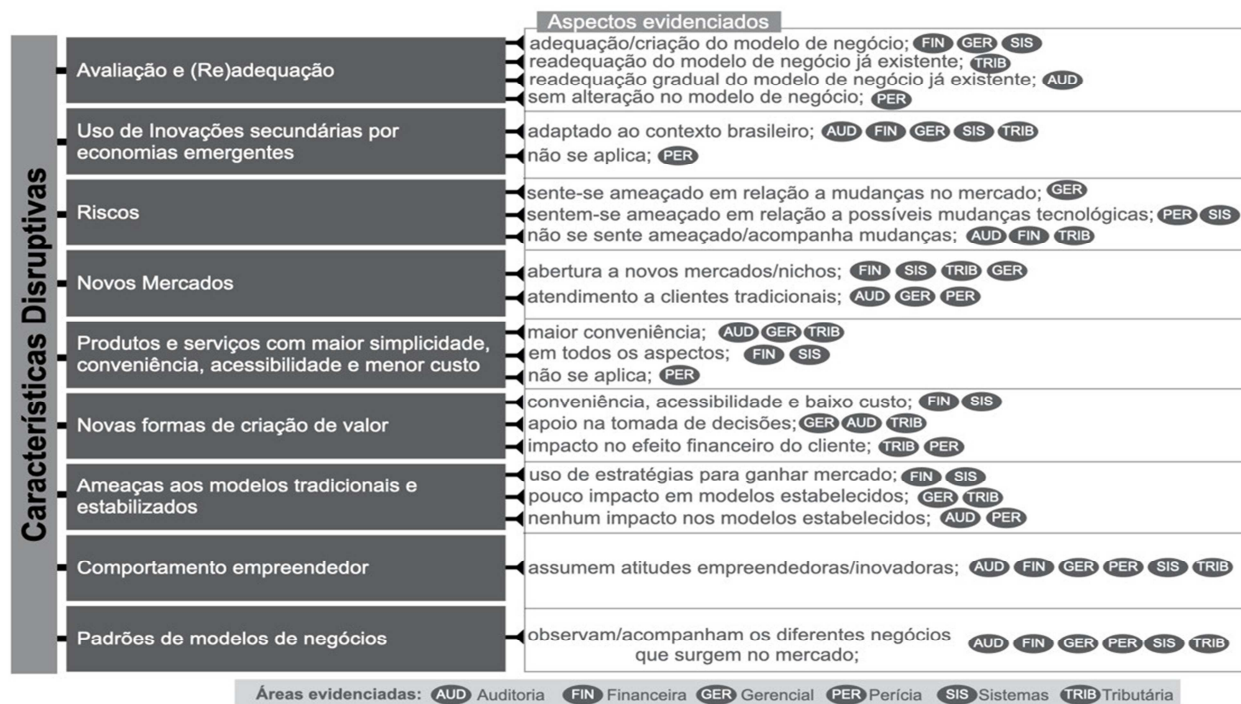 Aspectos evidenciados
Características Disruptivas
Avaliação e (Re)adequação
adequação/criação do modelo de negócio; FIN GER SIS
readequação do modelo de negócio já existente; TRIB
readequação gradual do modelo de negócio já existente; AUD
sem alteração no modelo de negócio; PER
Uso de Inovações secundárias por
economias emergentes
adaptado ao contexto brasileiro; AUD FIN GER SIS TRIB
não se aplica; PER
Riscos
sente-se ameaçado em relação a mudanças no mercado; GER
sentem-se ameaçado em relação a possíveis mudanças tecnológicas; PER SIS
não se sente ameaçado/acompanha mudanças; AUD FIN TRIB
Novos Mercados
abertura a novos mercados/nichos; FIN SIS TRIB GER
atendimento a clientes tradicionais; AUD GER PER
Produtos e serviços com maior simplicidade,
conveniência, acessibilidade e menor custo
maior conveniência; AUD GER TRIB
em todos os aspectos; FIN SIS
não se aplica; PER
Novas formas de criação de valor
conveniência, acessibilidade e baixo custo; FIN SIS
apoio na tomada de decisões; GER AUD TRIB
impacto no efeito financeiro do cliente; TRIB PER
Ameaças aos modelos tradicionais e
estabilizados
uso de estratégias para ganhar mercado; FIN SIS
pouco impacto em modelos estabelecidos; GER TRIB
nenhum impacto nos modelos estabelecidos; AUD PER
Comportamento empreendedor
assumem atitudes empreendedoras/inovadoras; AUD FIN GER PER SIS TRIB
Padrões de modelos de negócios
observam/acompanham os diferentes negócios
que surgem no mercado; AUD FIN GER PER SIS TRIB
Áreas evidenciadas: AUD Auditoria FIN Financeira GER Gerencial PER Perícia SIS Sistemas TRIB Tributária